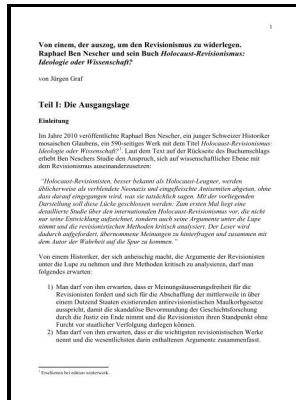 1
Von einem, der auszog, um den Revisionismus zu widerlegen.
Raphael Ben Nescher und sein Buch Holocaust-Revisionismus:
Ideologie oder Wissenschaft?
von Jürgen Graf
Teil I: Die Ausgangslage
Einleitung
Im Jahre 2010 veröffentlichte Raphael Ben Nescher, ein junger Schweizer Historiker
mosaischen Glaubens, ein 590-seitiges Werk mit dem Titel Holocaust-Revisionismus:
Ideologie oder Wissenschaft?¹. Laut dem Text auf der Rückseite des Buchumschlags
erhebt Ben Neschers Studie den Anspruch, sich auf wissenschaftlicher Ebene mit
dem Revisionismus auseinanderzusetzen:
"Holocaust-Revisionisten, besser bekannt als Holocaust-Leugner, werden
üblicherweise als verblendete Neonazis und eingefleischte Antisemiten abgetan, ohne
dass darauf eingegangen wird, was sie tatsächlich sagen. Mit der vorliegenden
Darstellung soll diese Lücke geschlossen werden: Zum ersten Mal liegt eine
detaillierte Studie über den internationalen Holocaust-Revisionismus vor, die nicht
nur seine Entwicklung aufzeichnet, sondern auch seine Argumente unter die Lupe
nimmt und die revisionistischen Methoden kritisch analysiert. Der Leser wird
dadurch aufgefordert, übernommene Meinungen zu hinterfragen und zusammen mit
dem Autor der Wahrheit auf die Spur zu kommen."
Von einem Historiker, der sich anheischig macht, die Argumente der Revisionisten
unter die Lupe zu nehmen und ihre Methoden kritisch zu analysieren, darf man
folgendes erwarten:
1) Man darf von ihm erwarten, dass er Meinungsäusserungsfreiheit für die
Revisionisten fordert und sich für die Abschaffung der mittlerweile in über
einem Dutzend Staaten existierenden antirevisionistischen Maulkorbgesetze
ausspricht, damit die skandalöse Bevormundung der Geschichtsforschung
durch die Justiz ein Ende nimmt und die Revisionisten ihren Standpunkt ohne
Furcht vor staatlicher Verfolgung darlegen können.
2) Man darf von ihm erwarten, dass er die wichtigsten revisionistischen Werke
nennt und die wesentlichsten darin enthaltenen Argumente zusammenfasst.
¹ Erschienen bei edition winterwork.